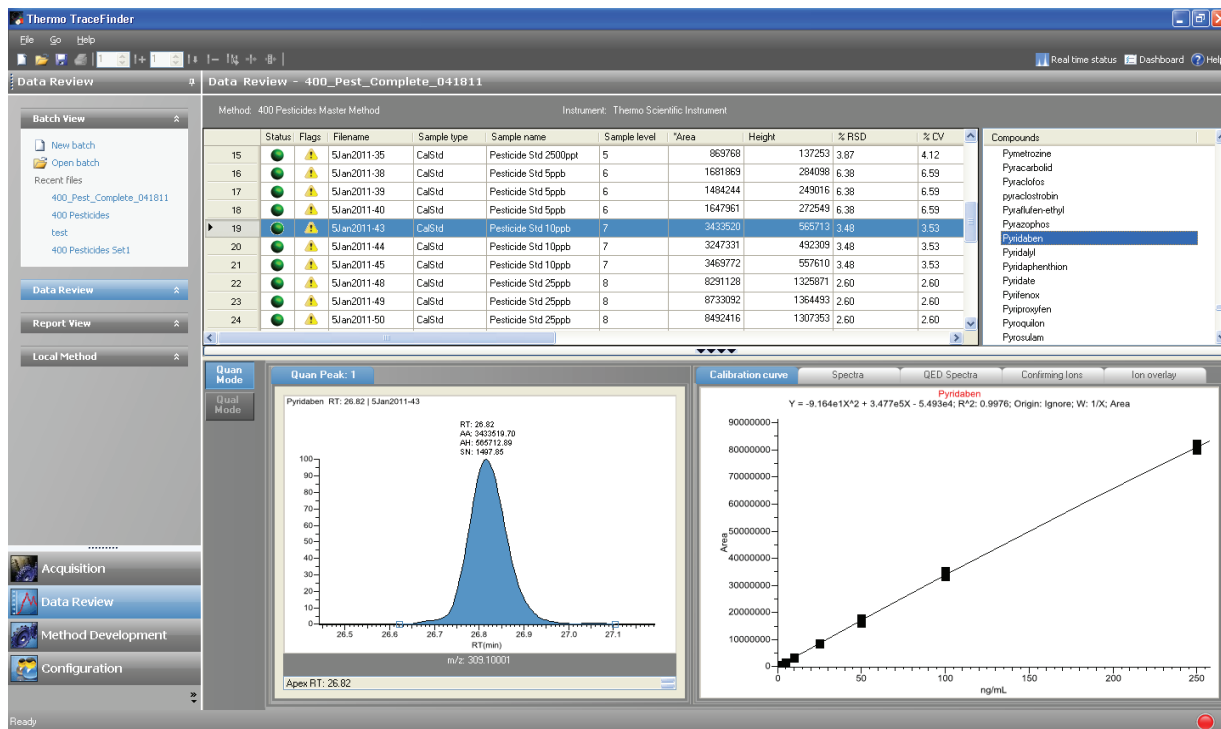 Thermo TraceFinder
File Go Help
1 1
Real time status Dashboard Help
Data Review
Data Review - 400_Pest_Complete_041811
Batch View
New batch
Open batch
Recent files
400_Pest_Complete_041811
400 Pesticides
test
400 Pesticides Set1
Data Review
Report View
Local Method
Acquisition
Data Review
Method Development
Configuration
Method: 400 Pesticides Master Method Instrument: Thermo Scientific Instrument
Status Flags Filename Sample type Sample name Sample level "Area Height % RSD % CV
15 5Jan2011-35 CalStd Pesticide Std 2500ppt 5 869768 137253 3.87 4.12
16 5Jan2011-38 CalStd Pesticide Std 5ppb 6 1681869 284098 6.38 6.59
17 5Jan2011-39 CalStd Pesticide Std 5ppb 6 1484244 249016 6.38 6.59
18 5Jan2011-40 CalStd Pesticide Std 5ppb 6 1647961 272549 6.38 6.59
19 5Jan2011-43 CalStd Pesticide Std 10ppb 7 3433520 565713 3.48 3.53
20 5Jan2011-44 CalStd Pesticide Std 10ppb 7 3247331 492309 3.48 3.53
21 5Jan2011-45 CalStd Pesticide Std 10ppb 7 3469772 557610 3.48 3.53
22 5Jan2011-48 CalStd Pesticide Std 25ppb 8 8291128 1325871 2.60 2.60
23 5Jan2011-49 CalStd Pesticide Std 25ppb 8 8733092 1364493 2.60 2.60
24 5Jan2011-50 CalStd Pesticide Std 25ppb 8 8492416 1307353 2.60 2.60
Compounds
Pymetrozine
Pyracarbolid
Pyraclofos
pyraclostrobin
Pyraflufen-ethyl
Pyrazophos
Pyridaben
Pyridalyl
Pyridaphenthion
Pyridate
Pyrifenox
Pyriproxyfen
Pyroquilon
Pyrosulam
Quan Mode
Qual Mode
Quan Peak: 1
Pyridaben RT: 26.82 | 5Jan2011-43
RT: 26.82
AA: 3433519.70
AH: 565712.89
SN: 1497.85
100
90
80
70
60
50
40
30
20
10
0
26.5 26.6 26.7 26.8 26.9 27.0 27.1
RT(min)
m/z: 309.10001
Apex RT: 26.82
Calibration curve Spectra QED Spectra Confirming Ions Ion overlay
Pyridaben
Y = -9.164e1X^2 + 3.477e5X - 5.493e4; R^2: 0.9976; Origin: Ignore; W: 1/X; Area
90000000
80000000
70000000
60000000
50000000
40000000
30000000
20000000
10000000
0
Area
0 50 100 150 200 250
ng/mL
Ready